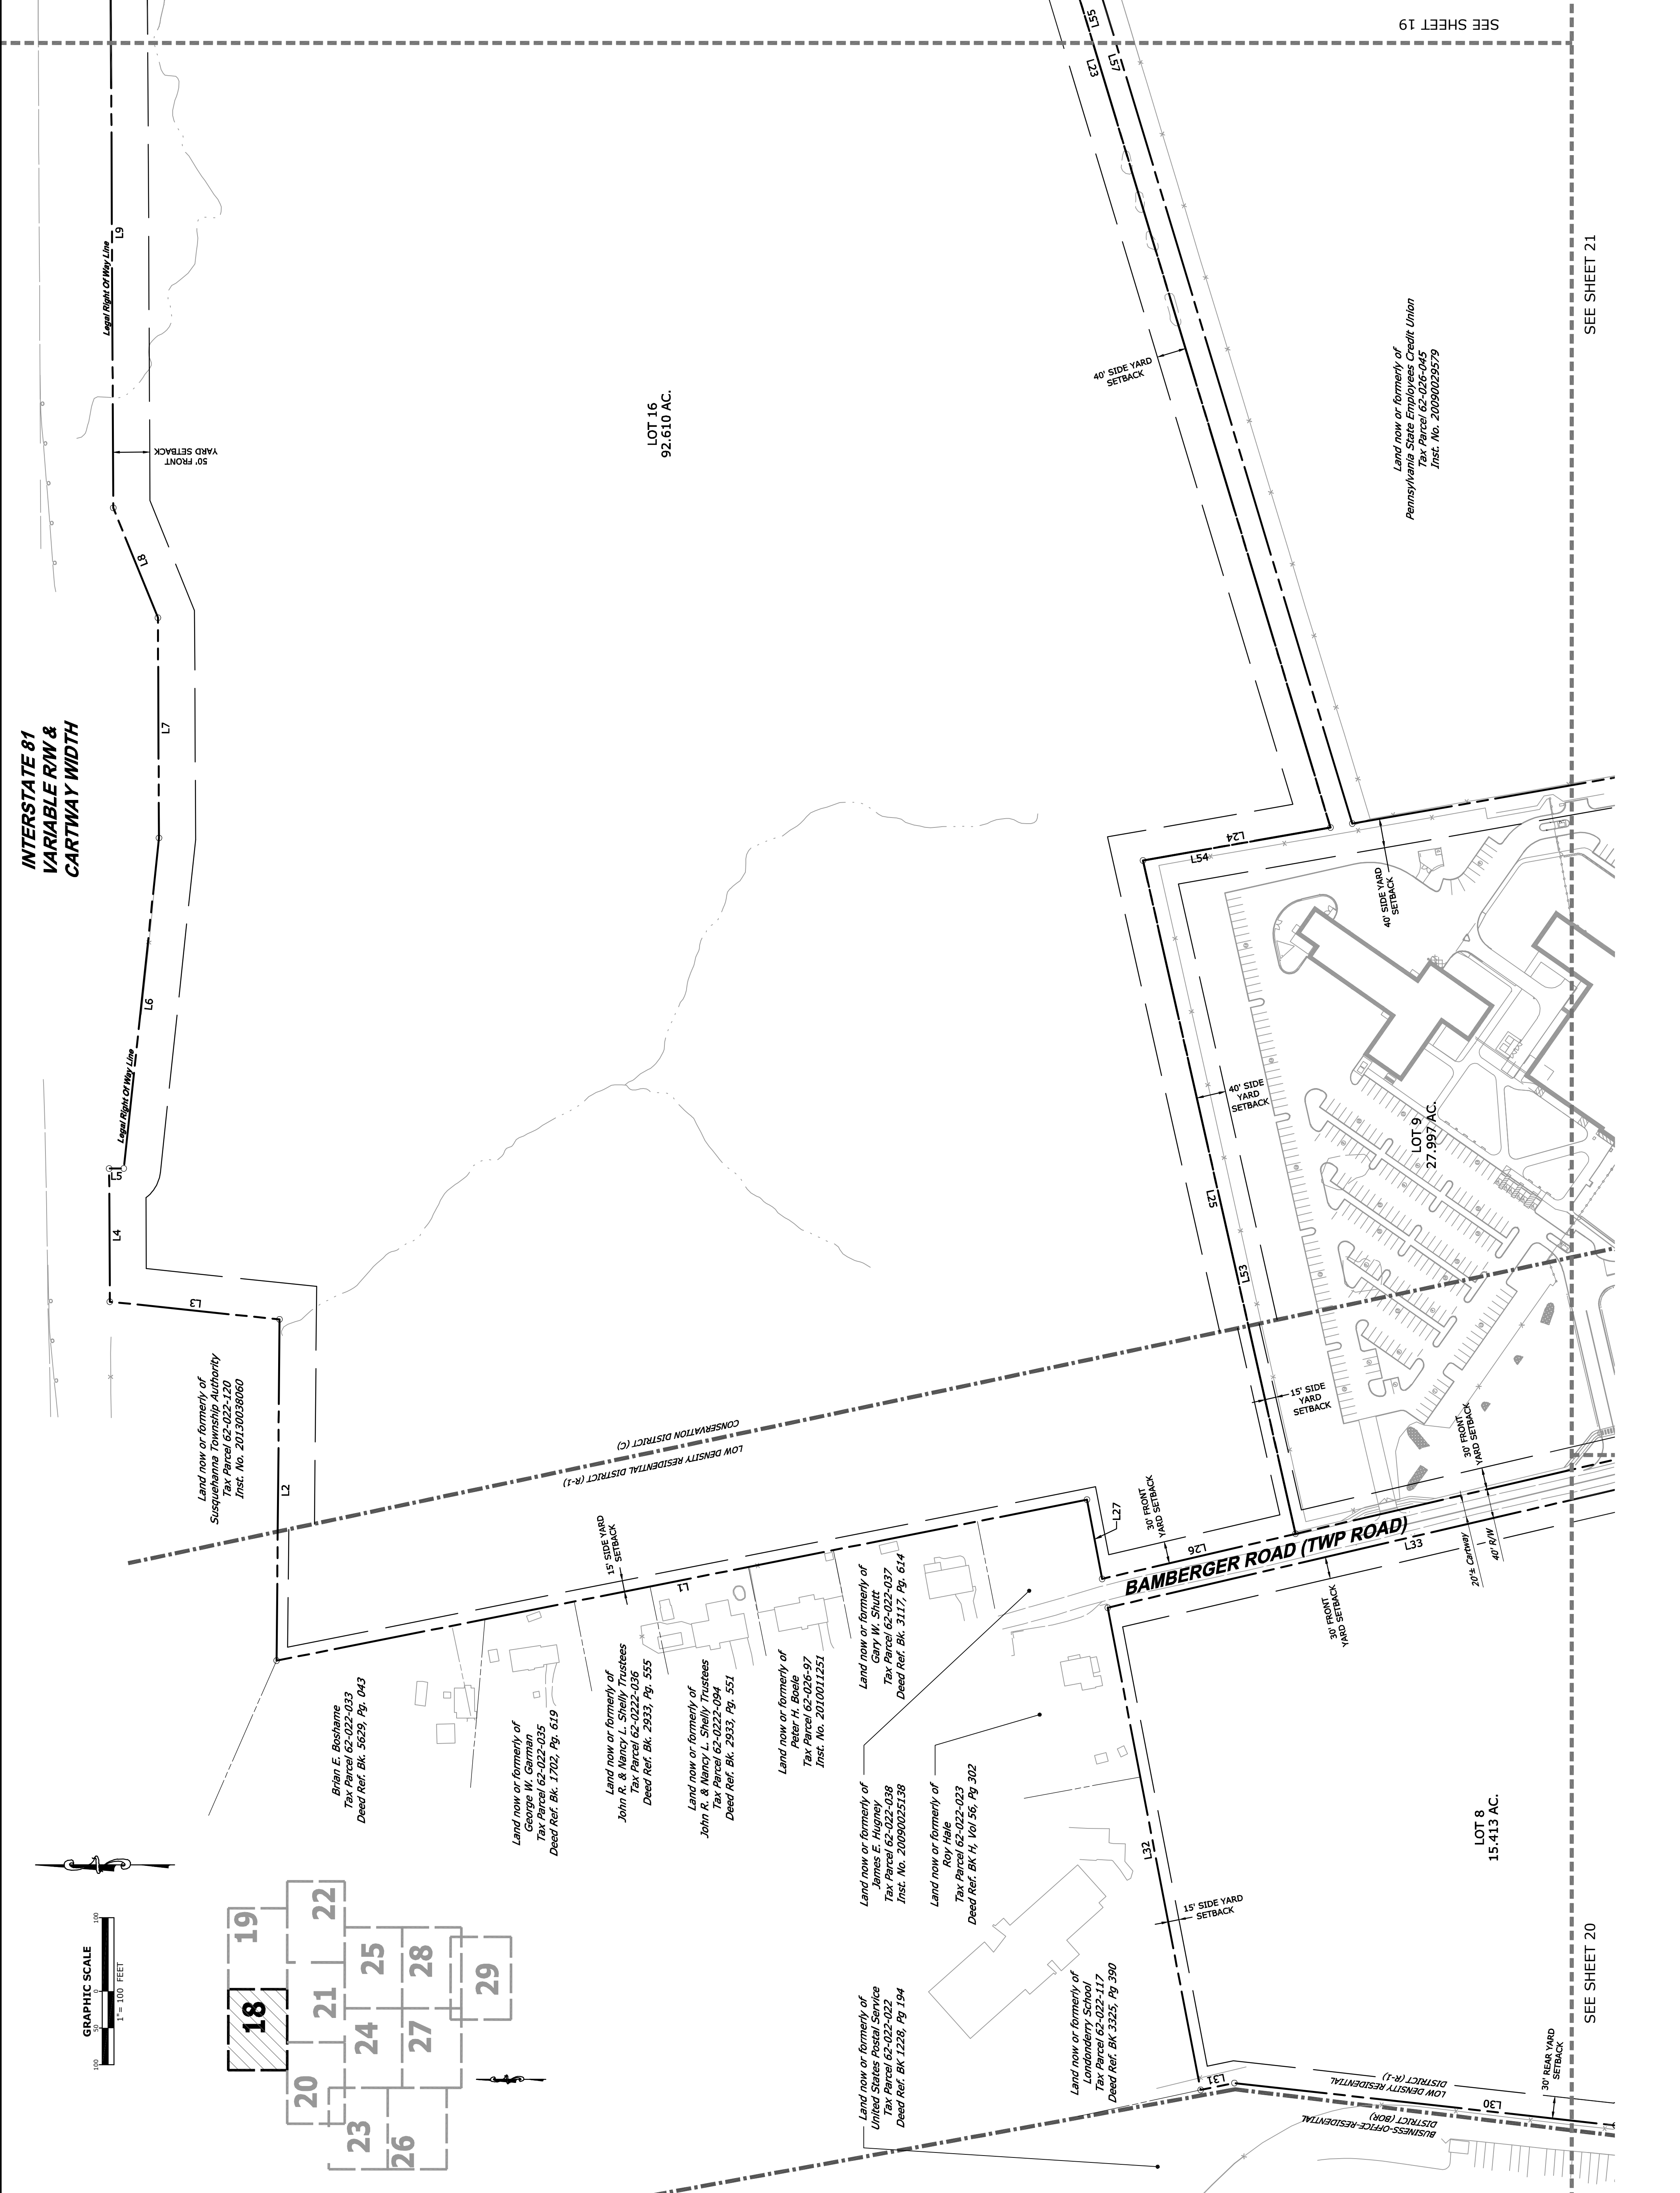 SEE SHEET 19
L55
L23
L57
L9
Legal Right Of Way Line
50' FRONT
YARD SETBACK
L8
L7
INTERSTATE 81
VARIABLE R/W &
CARTWAY WIDTH
L6
Legal Right Of Way Line
L5
L4
L3
L2
LOT 16
92.610 AC.
40' SIDE YARD
SETBACK
Land now or formerly of
Pennsylvania State Employees Credit Union
Tax Parcel 62-026-045
Inst. No. 20090029579
SEE SHEET 21
L24
L54
40' SIDE YARD
SETBACK
40' SIDE
YARD
SETBACK
L25
L53
LOT 9
27.997 AC.
15' SIDE
YARD
SETBACK
30' FRONT
YARD SETBACK
Land now or formerly of
Susquehanna Township Authority
Tax Parcel 62-022-120
Inst. No. 20130038060
CONSERVATION DISTRICT (C)
LOW DENSITY RESIDENTIAL DISTRICT (R-1)
15' SIDE YARD
SETBACK
L1
L27
30' FRONT
YARD SETBACK
L26
BAMBERGER ROAD (TWP ROAD)
L33
20'± Cartway
40' R/W
30' FRONT
YARD SETBACK
Brian E. Boshame
Tax Parcel 62-022-033
Deed Ref. Bk. 5629, Pg. 043
Land now or formerly of
George W. Garman
Tax Parcel 62-022-035
Deed Ref. Bk. 1702, Pg. 619
Land now or formerly of
John R. & Nancy L. Shelly Trustees
Tax Parcel 62-0222-036
Deed Ref. Bk. 2933, Pg. 555
Land now or formerly of
John R. & Nancy L. Shelly Trustees
Tax Parcel 62-0222-094
Deed Ref. Bk. 2933, Pg. 551
Land now or formerly of
Peter H. Boele
Tax Parcel 62-026-97
Inst. No. 2010011251
Land now or formerly of
Gary W. Shutt
Tax Parcel 62-022-037
Deed Ref. Bk. 3117, Pg. 614
Land now or formerly of
James E. Hugney
Tax Parcel 62-022-038
Inst. No. 20090025138
Land now or formerly of
Roy Hale
Tax Parcel 62-022-023
Deed Ref. BK H, Vol 56, Pg 302
Land now or formerly of
United States Postal Service
Tax Parcel 62-022-022
Deed Ref. BK 1228, Pg 194
Land now or formerly of
Londonderry School
Tax Parcel 62-022-117
Deed Ref. BK 3325, Pg 390
L32
15' SIDE YARD
SETBACK
LOT 8
15.413 AC.
L31
LOW DENSITY RESIDENTIAL
DISTRICT (R-1)
BUSINESS-OFFICE-RESIDENTIAL
DISTRICT (BOR)
L30
30' REAR YARD
SETBACK
SEE SHEET 20
GRAPHIC SCALE
100 50 0 100
1"= 100 FEET
19
22
18
21
25
28
29
20
24
27
23
26